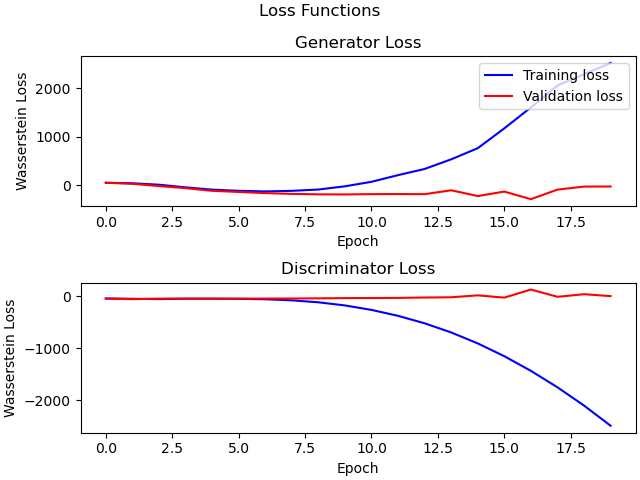 Loss Functions
Generator Loss
Wasserstein Loss
2000
1000
0
Training loss
Validation loss
0.0 2.5 5.0 7.5 10.0 12.5 15.0 17.5
Epoch
Discriminator Loss
Wasserstein Loss
0
−1000
−2000
0.0 2.5 5.0 7.5 10.0 12.5 15.0 17.5
Epoch